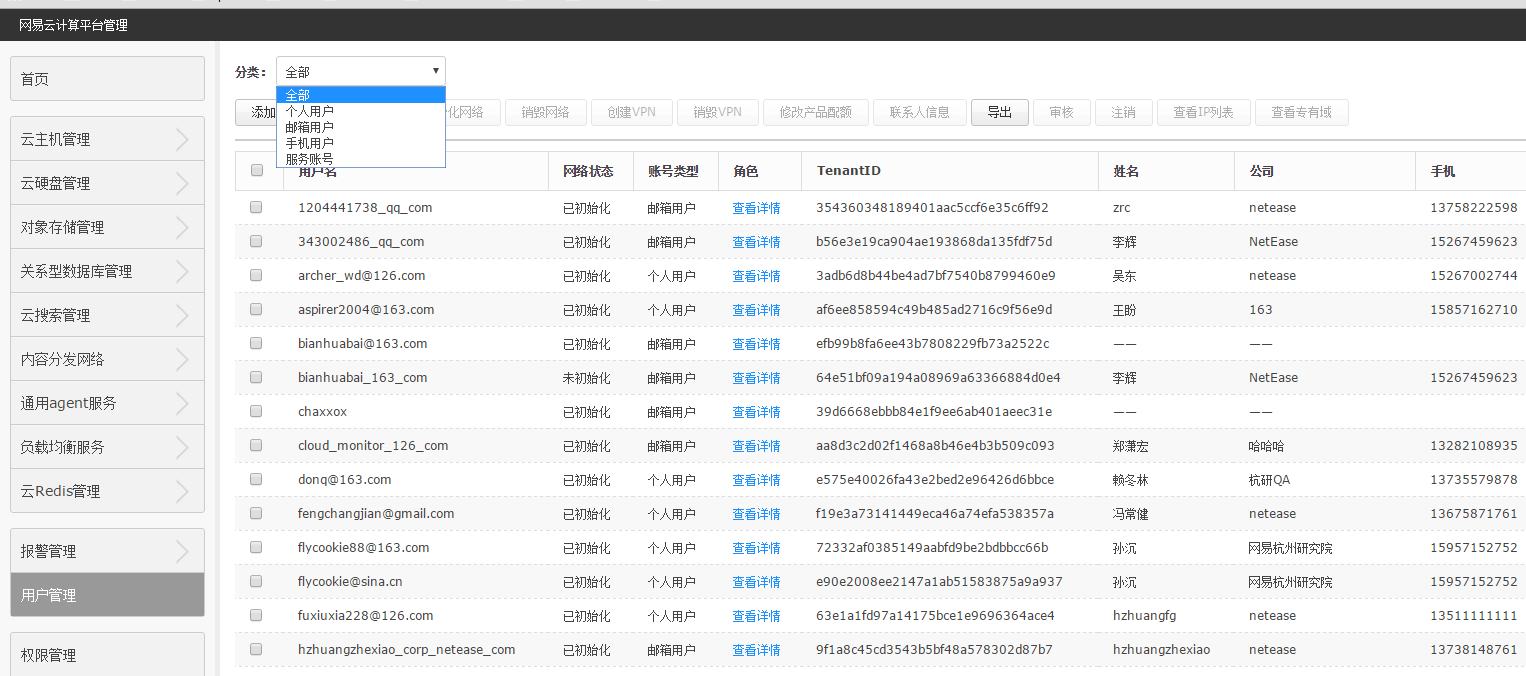 网易云计算平台管理
首页
云主机管理
云硬盘管理
对象存储管理
关系型数据库管理
云搜索管理
内容分发网络
通用agent服务
负载均衡服务
云Redis管理
报警管理
用户管理
权限管理
分类： 全部
全部
个人用户
邮箱用户
手机用户
服务账号
添加 化网络 销毁网络 创建VPN 销毁VPN 修改产品配额 联系人信息 导出 审核 注销 查看IP列表 查看专有域
用户名 网络状态 账号类型 角色 TenantID 姓名 公司 手机
1204441738_qq_com 已初始化 邮箱用户 查看详情 354360348189401aac5ccf6e35c6ff92 zrc netease 13758222598
343002486_qq_com 已初始化 邮箱用户 查看详情 b56e3e19ca904ae193868da135fdf75d 李辉 NetEase 15267459623
archer_wd@126.com 已初始化 个人用户 查看详情 3adb6d8b44be4ad7bf7540b8799460e9 吴东 netease 15267002744
aspirer2004@163.com 已初始化 个人用户 查看详情 af6ee858594c49b485ad2716c9f56e9d 王盼 163 15857162710
bianhuabai@163.com 已初始化 邮箱用户 查看详情 efb99b8fa6ee43b7808229fb73a2522c —— ——
bianhuabai_163_com 未初始化 邮箱用户 查看详情 64e51bf09a194a08969a63366884d0e4 李辉 NetEase 15267459623
chaxxox 已初始化 邮箱用户 查看详情 39d6668ebbb84e1f9ee6ab401aeec31e —— ——
cloud_monitor_126_com 已初始化 邮箱用户 查看详情 aa8d3c2d02f1468a8b46e4b3b509c093 郑潇宏 哈哈哈 13282108935
donq@163.com 已初始化 个人用户 查看详情 e575e40026fa43e2bed2e96426d6bbce 赖冬林 杭研QA 13735579878
fengchangjian@gmail.com 已初始化 个人用户 查看详情 f19e3a73141449eca46a74efa538357a 冯常健 netease 13675871761
flycookie88@163.com 已初始化 个人用户 查看详情 72332af0385149aabfd9be2bdbbcc66b 孙沉 网易杭州研究院 15957152752
flycookie@sina.cn 已初始化 个人用户 查看详情 e90e2008ee2147a1ab51583875a9a937 孙沉 网易杭州研究院 15957152752
fuxiuxia228@126.com 已初始化 个人用户 查看详情 63e1a1fd97a14175bce1e9696364ace4 hzhuangfg netease 13511111111
hzhuangzhexiao_corp_netease_com 已初始化 邮箱用户 查看详情 9f1a8c45cd3543b5bf48a578302d87b7 hzhuangzhexiao netease 13738148761